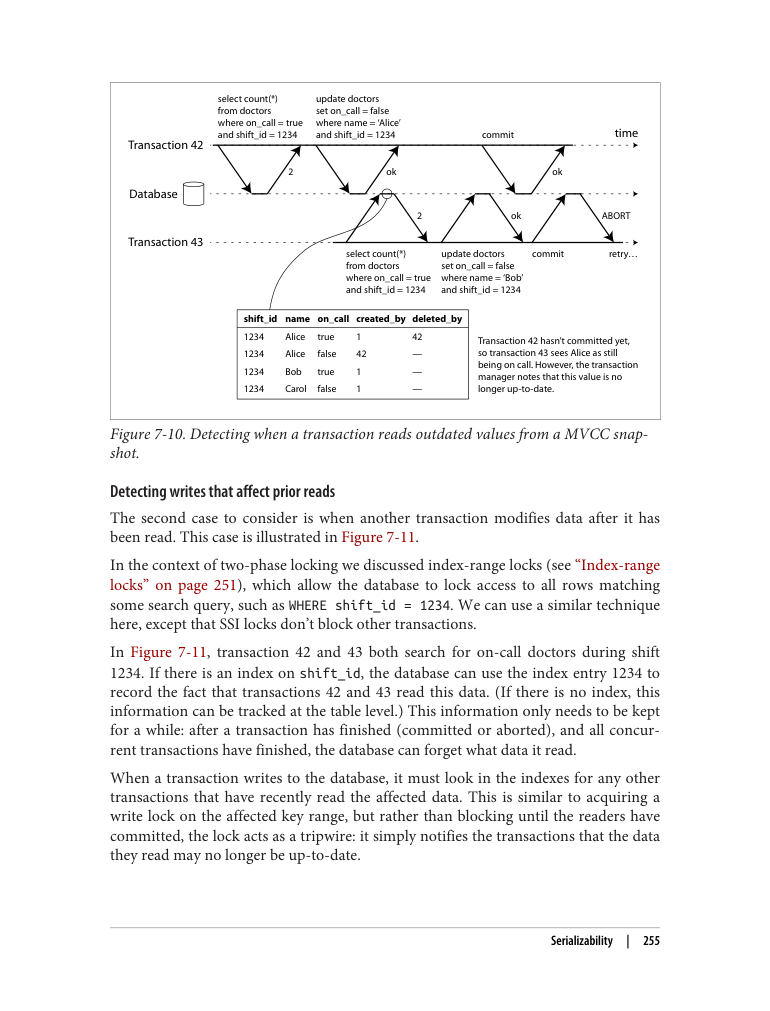 select count(*)
from doctors
where on_call = true
and shift_id = 1234
update doctors
set on_call = false
where name = ‘Alice’
and shift_id = 1234
commit
time
Transaction 42
2
ok
ok
Database
2
ok
ABORT
Transaction 43
select count(*)
from doctors
where on_call = true
and shift_id = 1234
update doctors
set on_call = false
where name = ‘Bob’
and shift_id = 1234
commit
retry…
shift_id name on_call created_by deleted_by
1234 Alice true 1 42
1234 Alice false 42 —
1234 Bob true 1 —
1234 Carol false 1 —
Transaction 42 hasn’t committed yet,
so transaction 43 sees Alice as still
being on call. However, the transaction
manager notes that this value is no
longer up-to-date.
Figure 7-10. Detecting when a transaction reads outdated values from a MVCC snap-
shot.
Detecting writes that affect prior reads
The second case to consider is when another transaction modifies data after it has
been read. This case is illustrated in Figure 7-11.
In the context of two-phase locking we discussed index-range locks (see “Index-range
locks” on page 251), which allow the database to lock access to all rows matching
some search query, such as WHERE shift_id = 1234. We can use a similar technique
here, except that SSI locks don’t block other transactions.
In Figure 7-11, transaction 42 and 43 both search for on-call doctors during shift
1234. If there is an index on shift_id, the database can use the index entry 1234 to
record the fact that transactions 42 and 43 read this data. (If there is no index, this
information can be tracked at the table level.) This information only needs to be kept
for a while: after a transaction has finished (committed or aborted), and all concur-
rent transactions have finished, the database can forget what data it read.
When a transaction writes to the database, it must look in the indexes for any other
transactions that have recently read the affected data. This is similar to acquiring a
write lock on the affected key range, but rather than blocking until the readers have
committed, the lock acts as a tripwire: it simply notifies the transactions that the data
they read may no longer be up-to-date.
Serializability | 255